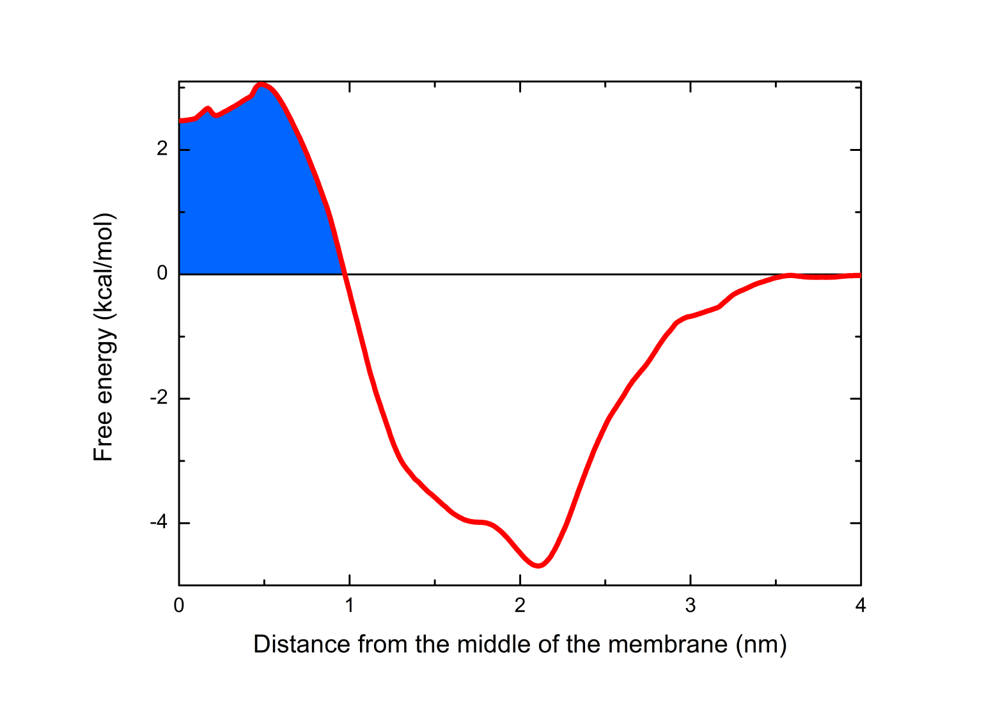 2
0
-2
-4
Free energy (kcal/mol)
0 1 2 3 4
Distance from the middle of the membrane (nm)